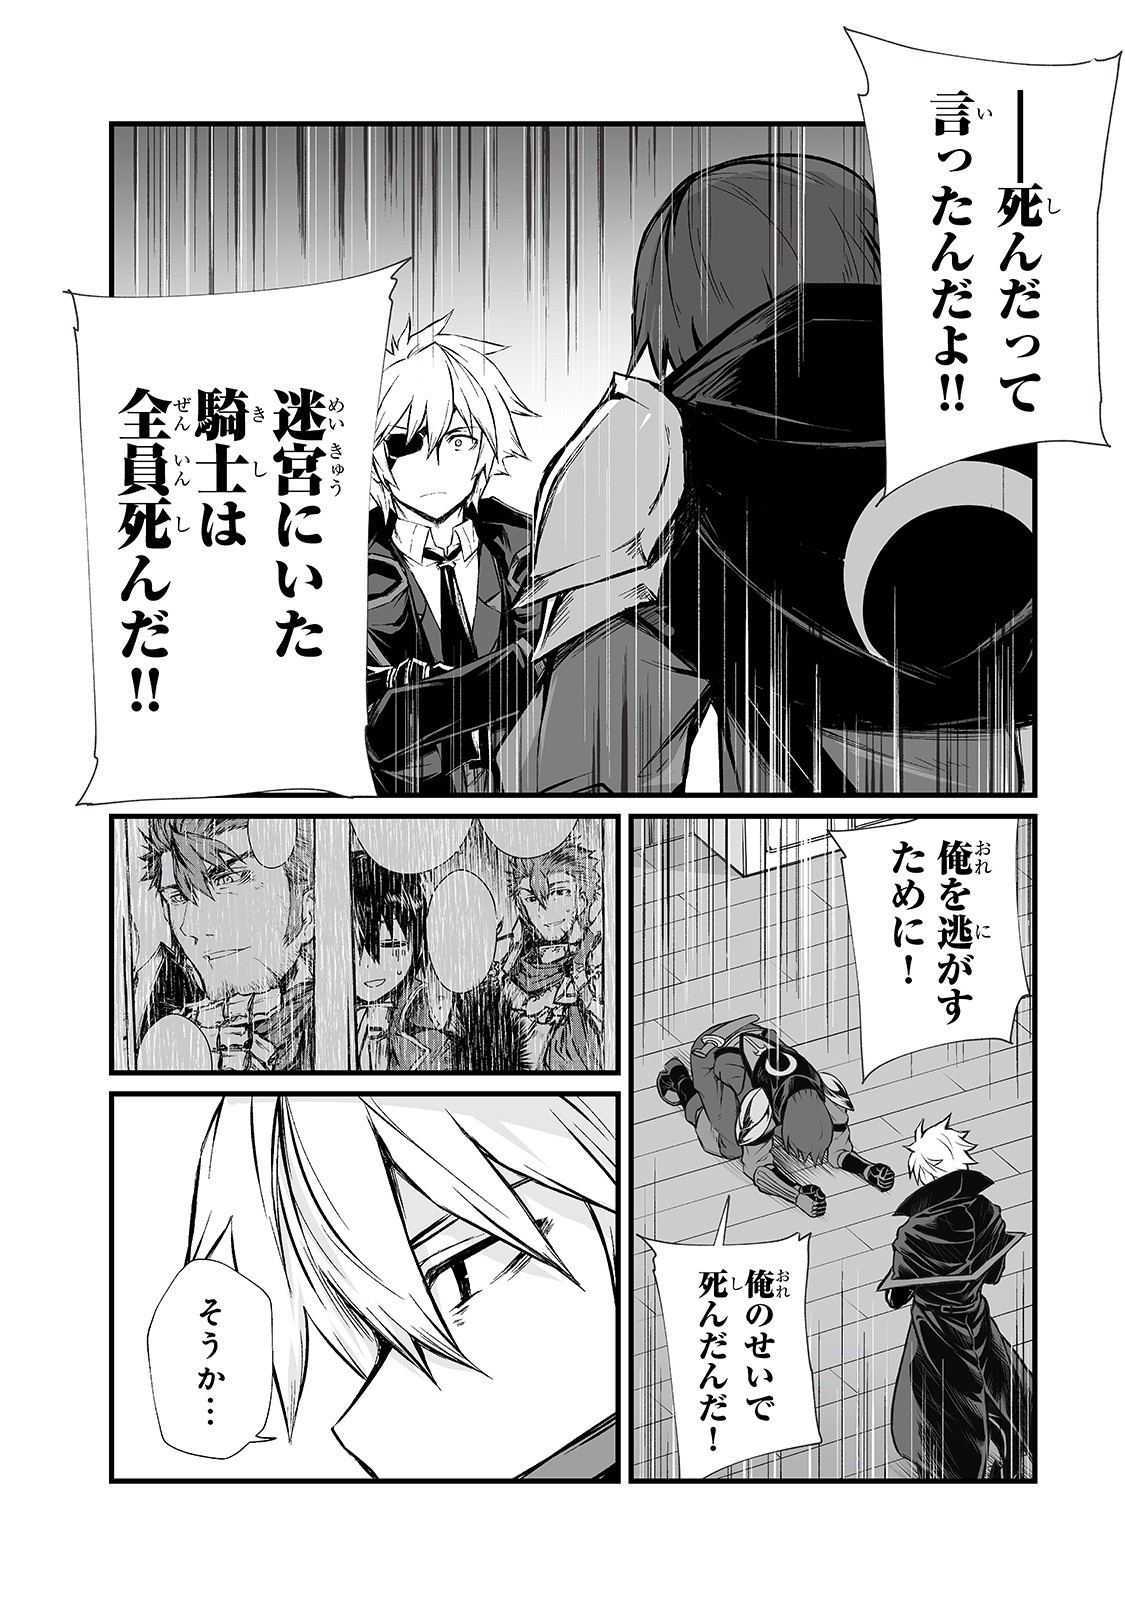 ――死んだって
言ったんだよ!!
迷宮にいた
騎士は
全員死んだ!!
俺を逃がす
ために!
俺のせいで
死んだんだ!
そうか…